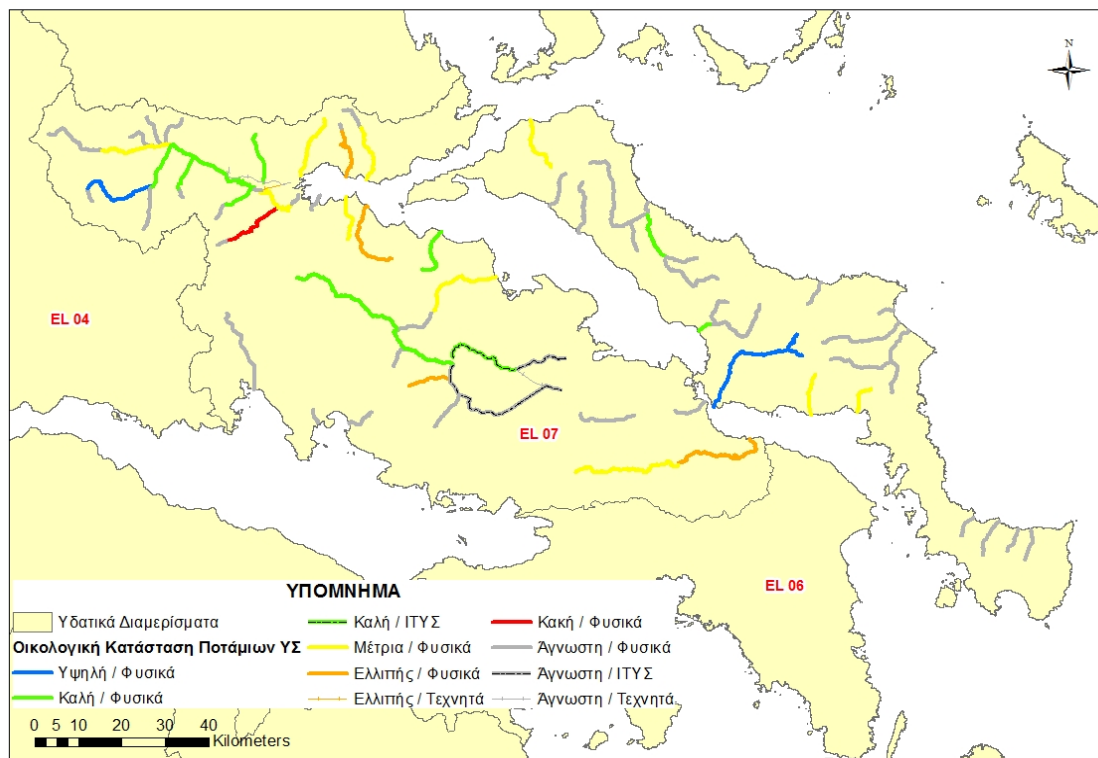 N
EL 04
EL 07
EL 06
ΥΠΟΜΝΗΜΑ
Υδατικά Διαμερίσματα
Οικολογική Κατάσταση Ποτάμιων ΥΣ
Υψηλή / Φυσικά
Καλή / Φυσικά
Καλή / ΙΤΥΣ
Μέτρια / Φυσικά
Ελλιπής / Φυσικά
Ελλιπής / Τεχνητά
Κακή / Φυσικά
Άγνωστη / Φυσικά
Άγνωστη / ΙΤΥΣ
Άγνωστη / Τεχνητά
0 5 10 20 30 40
Kilometers